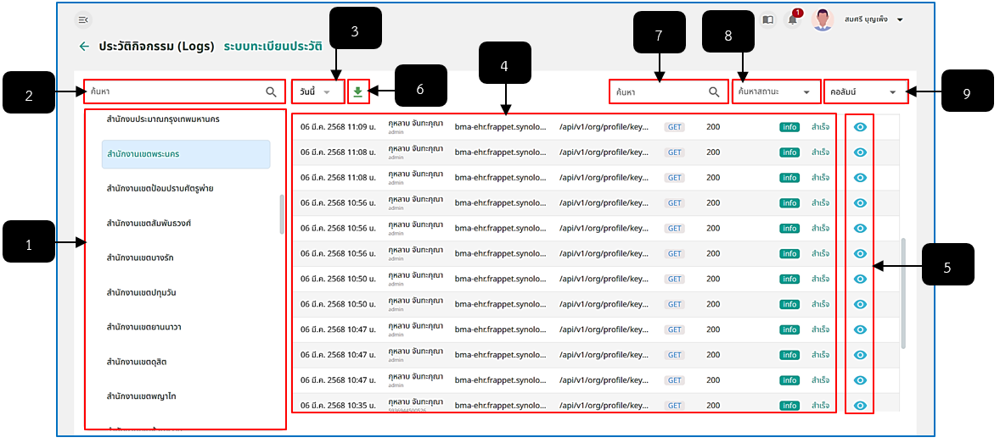 1
สมศรี บุญเพ็ง
ประวัติกิจกรรม (Logs) ระบบทะเบียนประวัติ
3
7
8
4
2
6
9
1
5
ค้นหา
วันนี้
ค้นหา
ค้นหาสถานะ
คอลัมน์
สำนักงบประมาณกรุงเทพมหานคร
สำนักงานเขตพระนคร
สำนักงานเขตป้อมปราบศัตรูพ่าย
สำนักงานเขตสัมพันธวงศ์
สำนักงานเขตบางรัก
สำนักงานเขตปทุมวัน
สำนักงานเขตยานนาวา
สำนักงานเขตดุสิต
สำนักงานเขตพญาไท
06 มี.ค. 2568 11:09 น. กุหลาบ จันทะกุณา bma-ehr.frappet.synolo... /api/v1/org/profile/key... GET 200 info สำเร็จ
admin
06 มี.ค. 2568 11:08 น. กุหลาบ จันทะกุณา bma-ehr.frappet.synolo... /api/v1/org/profile/key... GET 200 info สำเร็จ
admin
06 มี.ค. 2568 11:08 น. กุหลาบ จันทะกุณา bma-ehr.frappet.synolo... /api/v1/org/profile/key... GET 200 info สำเร็จ
admin
06 มี.ค. 2568 10:56 น. กุหลาบ จันทะกุณา bma-ehr.frappet.synolo... /api/v1/org/profile/key... GET 200 info สำเร็จ
admin
06 มี.ค. 2568 10:56 น. กุหลาบ จันทะกุณา bma-ehr.frappet.synolo... /api/v1/org/profile/key... GET 200 info สำเร็จ
admin
06 มี.ค. 2568 10:56 น. กุหลาบ จันทะกุณา bma-ehr.frappet.synolo... /api/v1/org/profile/key... GET 200 info สำเร็จ
admin
06 มี.ค. 2568 10:50 น. กุหลาบ จันทะกุณา bma-ehr.frappet.synolo... /api/v1/org/profile/key... GET 200 info สำเร็จ
admin
06 มี.ค. 2568 10:50 น. กุหลาบ จันทะกุณา bma-ehr.frappet.synolo... /api/v1/org/profile/key... GET 200 info สำเร็จ
admin
06 มี.ค. 2568 10:47 น. กุหลาบ จันทะกุณา bma-ehr.frappet.synolo... /api/v1/org/profile/key... GET 200 info สำเร็จ
admin
06 มี.ค. 2568 10:47 น. กุหลาบ จันทะกุณา bma-ehr.frappet.synolo... /api/v1/org/profile/key... GET 200 info สำเร็จ
admin
06 มี.ค. 2568 10:47 น. กุหลาบ จันทะกุณา bma-ehr.frappet.synolo... /api/v1/org/profile/key... GET 200 info สำเร็จ
admin
06 มี.ค. 2568 10:35 น. กุหลาบ จันทะกุณา bma-ehr.frappet.synolo... /api/v1/org/profile/key... GET 200 info สำเร็จ